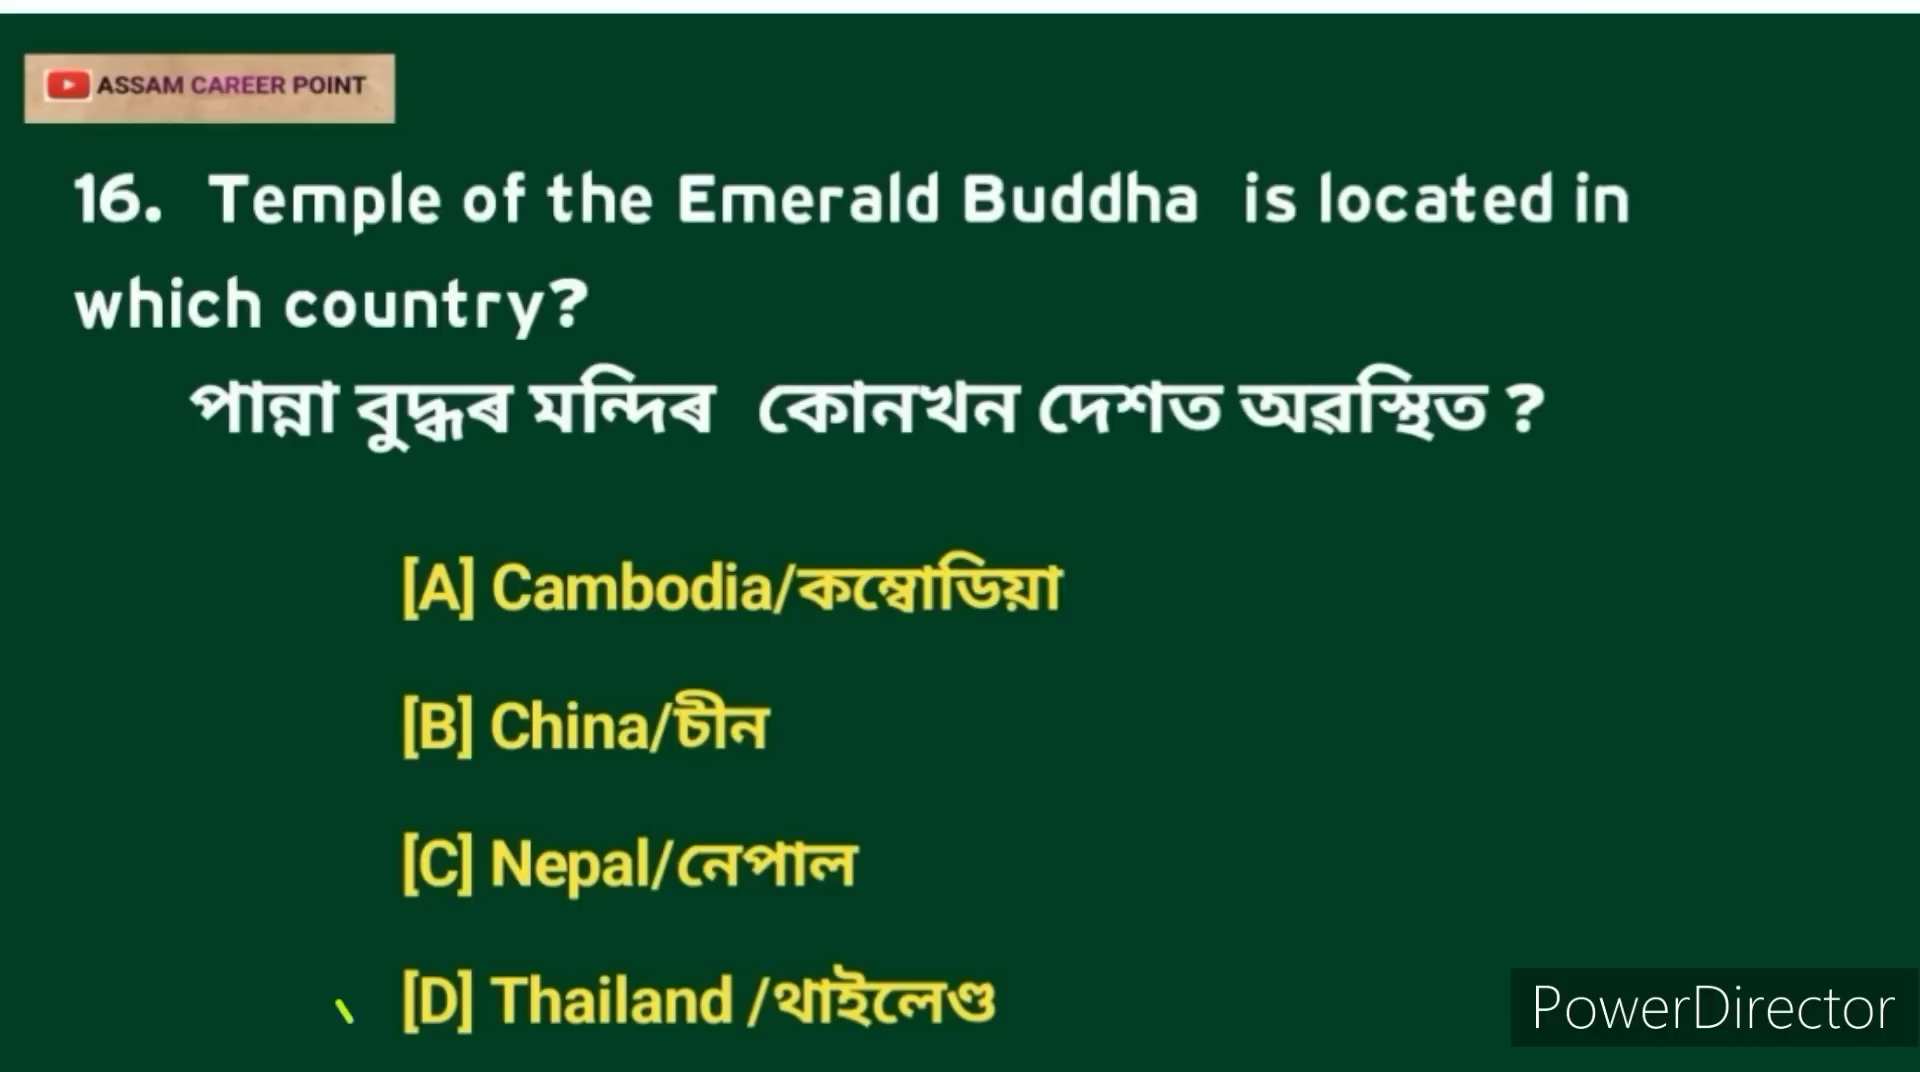 ASSAM CAREER POINT
16. Temple of the Emerald Buddha is located in
which country?
পান্না বুদ্ধৰ মন্দিৰ কোনখন দেশত অৱস্থিত ?
[A] Cambodia/কম্বোডিয়া
[B] China/চীন
[C] Nepal/নেপাল
[D] Thailand /থাইলেণ্ড
PowerDirector